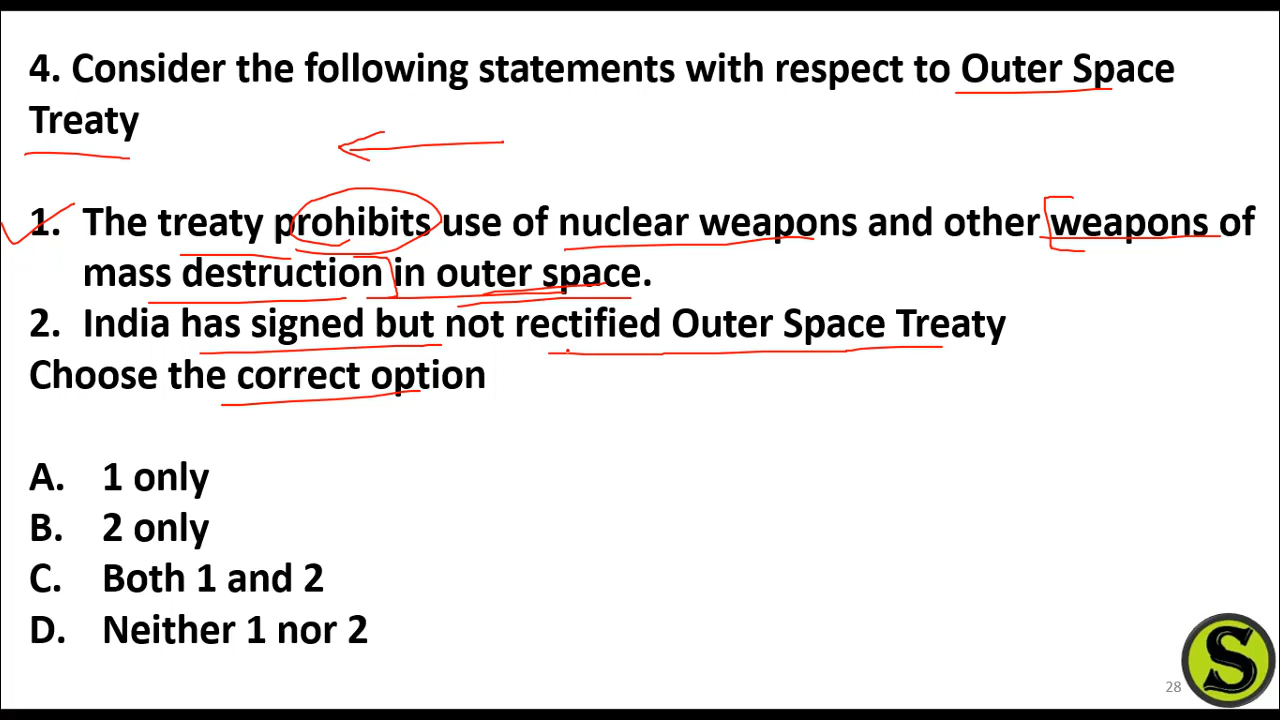 4. Consider the following statements with respect to Outer Space
Treaty
1. The treaty prohibits use of nuclear weapons and other weapons of
mass destruction in outer space.
2. India has signed but not rectified Outer Space Treaty
Choose the correct option
A. 1 only
B. 2 only
C. Both 1 and 2
D. Neither 1 nor 2
28
S